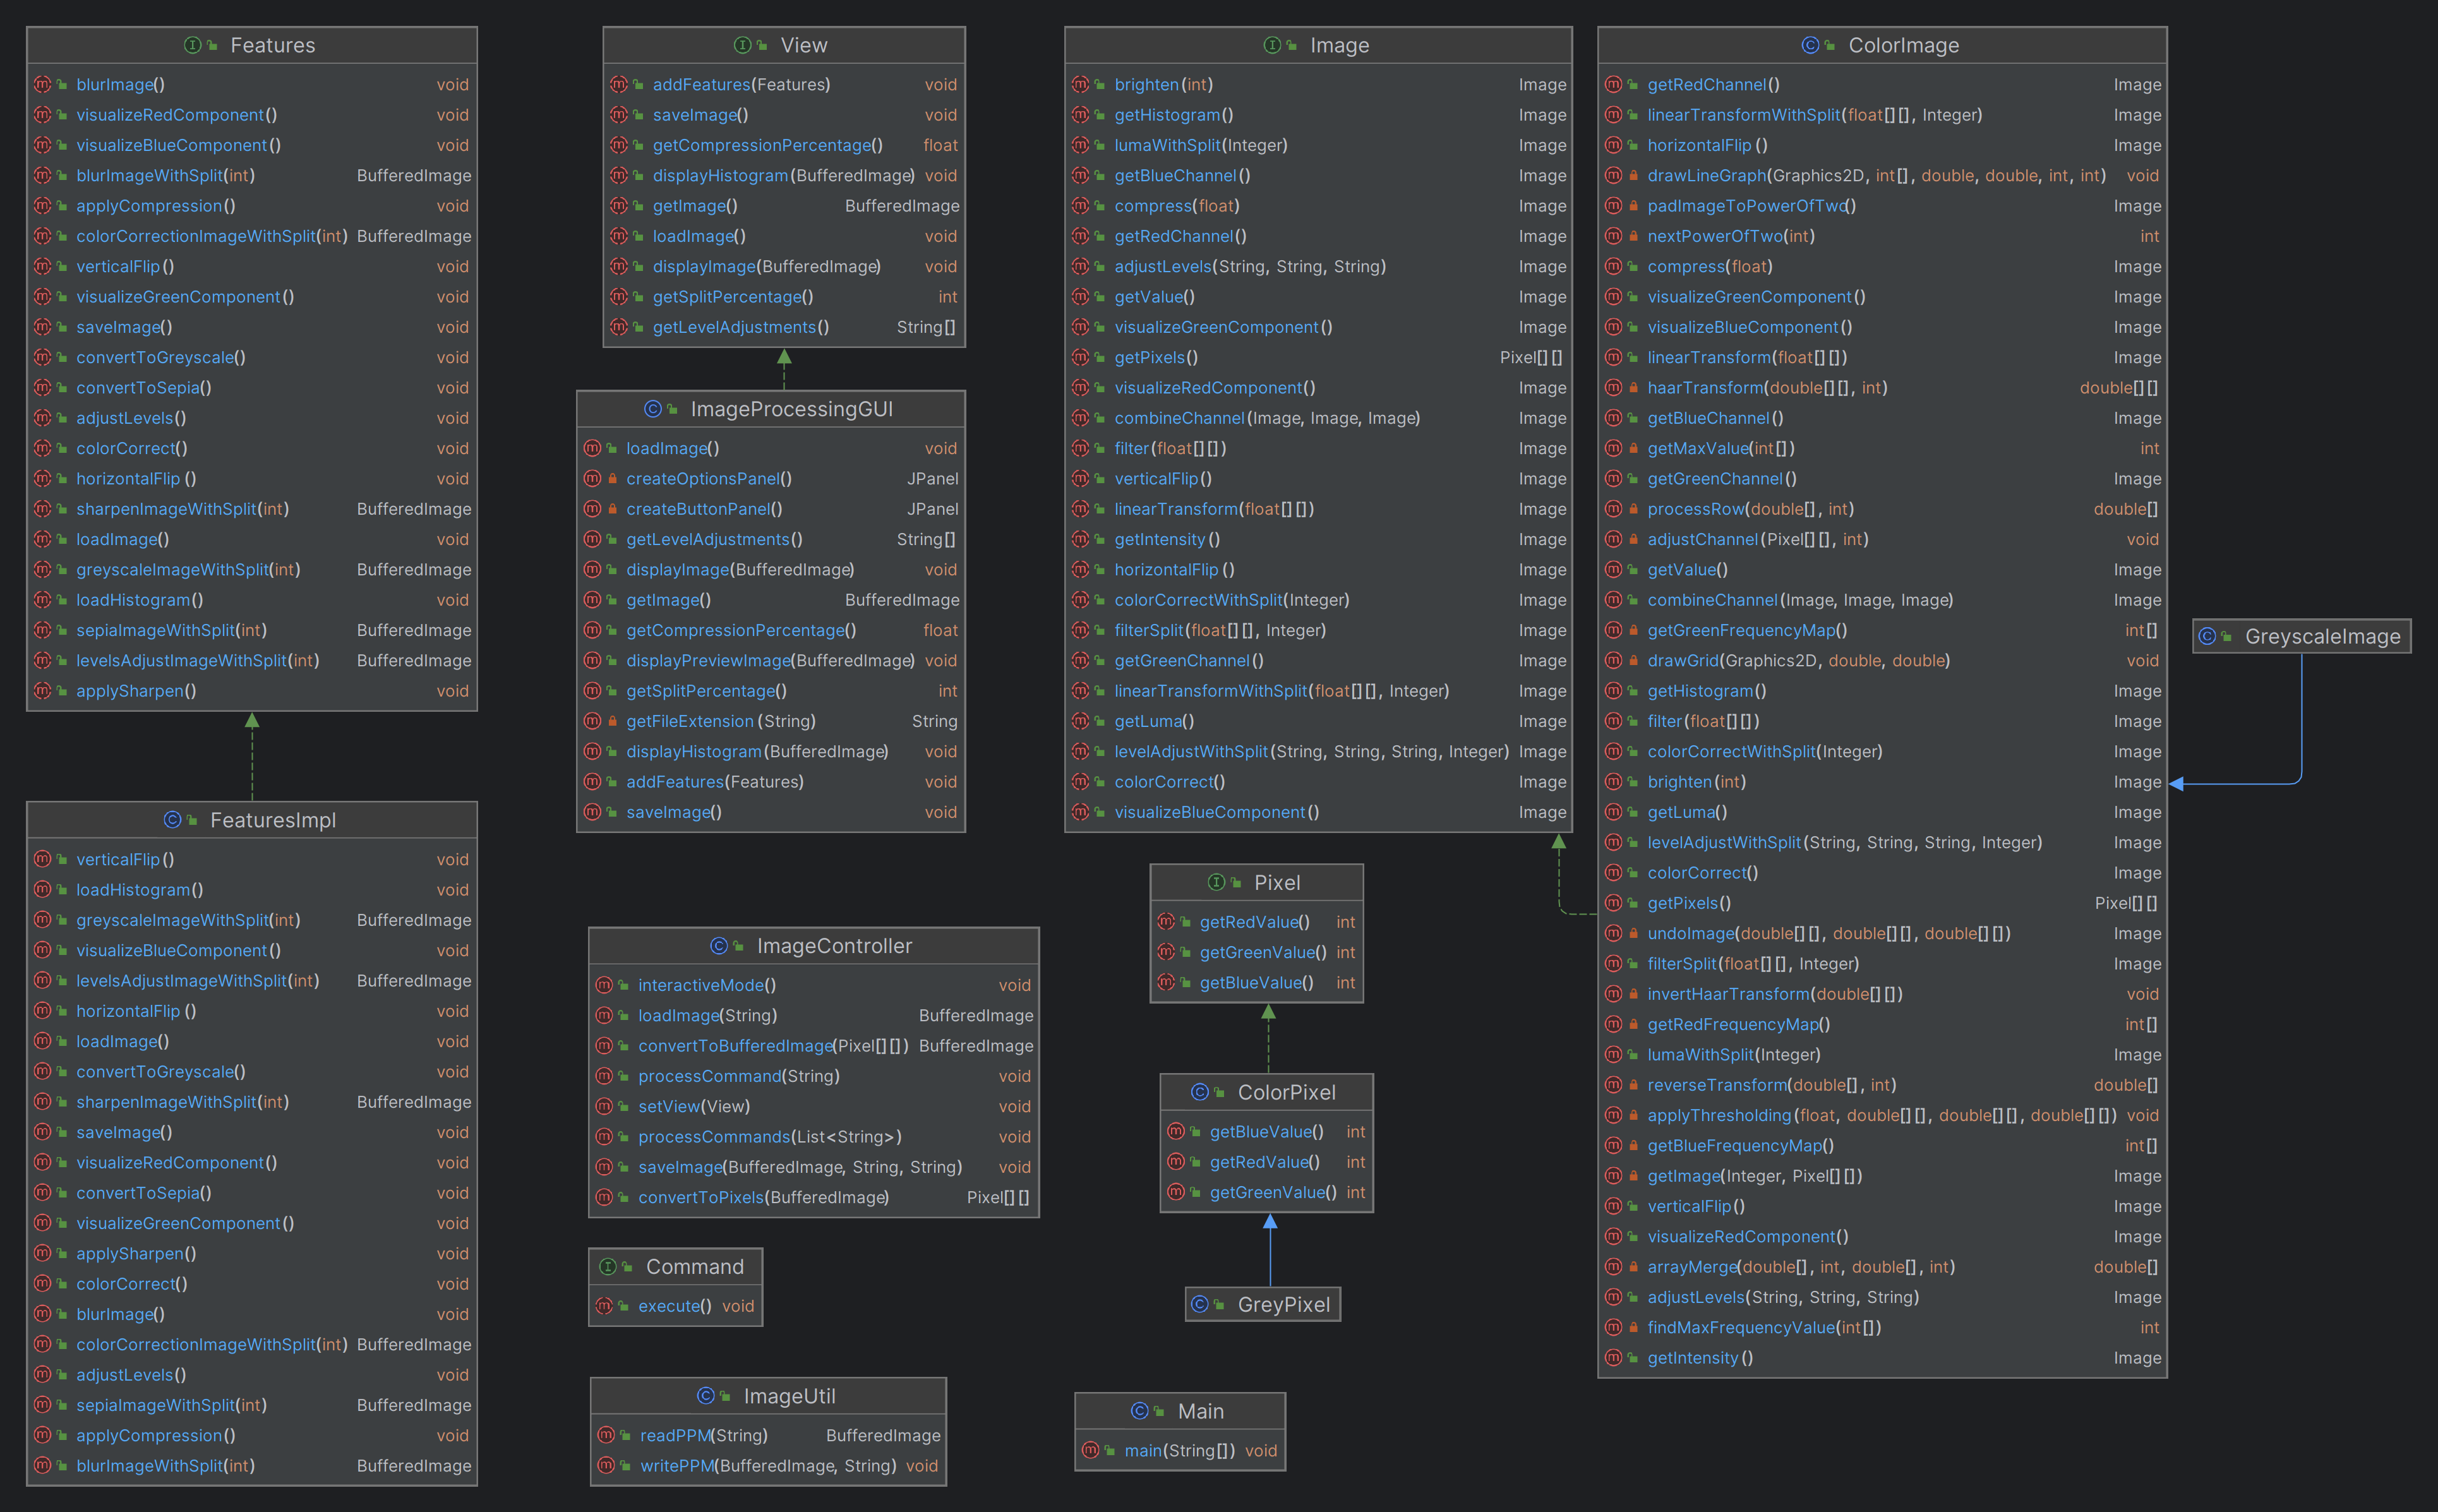 Features
blurImage() void
visualizeRedComponent() void
visualizeBlueComponent() void
blurImageWithSplit(int) BufferedImage
applyCompression() void
colorCorrectionImageWithSplit(int) BufferedImage
verticalFlip() void
visualizeGreenComponent() void
saveImage() void
convertToGreyscale() void
convertToSepia() void
adjustLevels() void
colorCorrect() void
horizontalFlip() void
sharpenImageWithSplit(int) BufferedImage
loadImage() void
greyscaleImageWithSplit(int) BufferedImage
loadHistogram() void
sepiaImageWithSplit(int) BufferedImage
levelsAdjustImageWithSplit(int) BufferedImage
applySharpen() void
FeaturesImpl
verticalFlip() void
loadHistogram() void
greyscaleImageWithSplit(int) BufferedImage
visualizeBlueComponent() void
levelsAdjustImageWithSplit(int) BufferedImage
horizontalFlip() void
loadImage() void
convertToGreyscale() void
sharpenImageWithSplit(int) BufferedImage
saveImage() void
visualizeRedComponent() void
convertToSepia() void
visualizeGreenComponent() void
applySharpen() void
colorCorrect() void
blurImage() void
colorCorrectionImageWithSplit(int) BufferedImage
adjustLevels() void
sepiaImageWithSplit(int) BufferedImage
applyCompression() void
blurImageWithSplit(int) BufferedImage
View
addFeatures(Features) void
saveImage() void
getCompressionPercentage() float
displayHistogram(BufferedImage) void
getImage() BufferedImage
loadImage() void
displayImage(BufferedImage) void
getSplitPercentage() int
getLevelAdjustments() String[]
ImageProcessingGUI
loadImage() void
createOptionsPanel() JPanel
createButtonPanel() JPanel
getLevelAdjustments() String[]
displayImage(BufferedImage) void
getImage() BufferedImage
getCompressionPercentage() float
displayPreviewImage(BufferedImage) void
getSplitPercentage() int
getFileExtension(String) String
displayHistogram(BufferedImage) void
addFeatures(Features) void
saveImage() void
ImageController
interactiveMode() void
loadImage(String) BufferedImage
convertToBufferedImage(Pixel[][]) BufferedImage
processCommand(String) void
setView(View) void
processCommands(List<String>) void
saveImage(BufferedImage, String, String) void
convertToPixels(BufferedImage) Pixel[][]
Command
execute() void
ImageUtil
readPPM(String) BufferedImage
writePPM(BufferedImage, String) void
Image
brighten(int) Image
getHistogram() Image
lumaWithSplit(Integer) Image
getBlueChannel() Image
compress(float) Image
getRedChannel() Image
adjustLevels(String, String, String) Image
getValue() Image
visualizeGreenComponent() Image
getPixels() Pixel[][]
visualizeRedComponent() Image
combineChannel(Image, Image, Image) Image
filter(float[][]) Image
verticalFlip() Image
linearTransform(float[][]) Image
getIntensity() Image
horizontalFlip() Image
colorCorrectWithSplit(Integer) Image
filterSplit(float[][], Integer) Image
getGreenChannel() Image
linearTransformWithSplit(float[][], Integer) Image
getLuma() Image
levelAdjustWithSplit(String, String, String, Integer) Image
colorCorrect() Image
visualizeBlueComponent() Image
Pixel
getRedValue() int
getGreenValue() int
getBlueValue() int
ColorPixel
getBlueValue() int
getRedValue() int
getGreenValue() int
GreyPixel
Main
main(String[]) void
ColorImage
getRedChannel() Image
linearTransformWithSplit(float[][], Integer) Image
horizontalFlip() Image
drawLineGraph(Graphics2D, int[], double, double, int, int) void
padImageToPowerOfTwo() Image
nextPowerOfTwo(int) int
compress(float) Image
visualizeGreenComponent() Image
visualizeBlueComponent() Image
linearTransform(float[][]) Image
haarTransform(double[][], int) double[][]
getBlueChannel() Image
getMaxValue(int[]) int
getGreenChannel() Image
processRow(double[], int) double[]
adjustChannel(Pixel[][], int) void
getValue() Image
combineChannel(Image, Image, Image) Image
getGreenFrequencyMap() int[]
drawGrid(Graphics2D, double, double) void
getHistogram() Image
filter(float[][]) Image
colorCorrectWithSplit(Integer) Image
brighten(int) Image
getLuma() Image
levelAdjustWithSplit(String, String, String, Integer) Image
colorCorrect() Image
getPixels() Pixel[][]
undoImage(double[][], double[][], double[][]) Image
filterSplit(float[][], Integer) Image
invertHaarTransform(double[][]) void
getRedFrequencyMap() int[]
lumaWithSplit(Integer) Image
reverseTransform(double[], int) double[]
applyThresholding(float, double[][], double[][], double[][]) void
getBlueFrequencyMap() int[]
getImage(Integer, Pixel[][]) Image
verticalFlip() Image
visualizeRedComponent() Image
arrayMerge(double[], int, double[], int) double[]
adjustLevels(String, String, String) Image
findMaxFrequencyValue(int[]) int
getIntensity() Image
GreyscaleImage